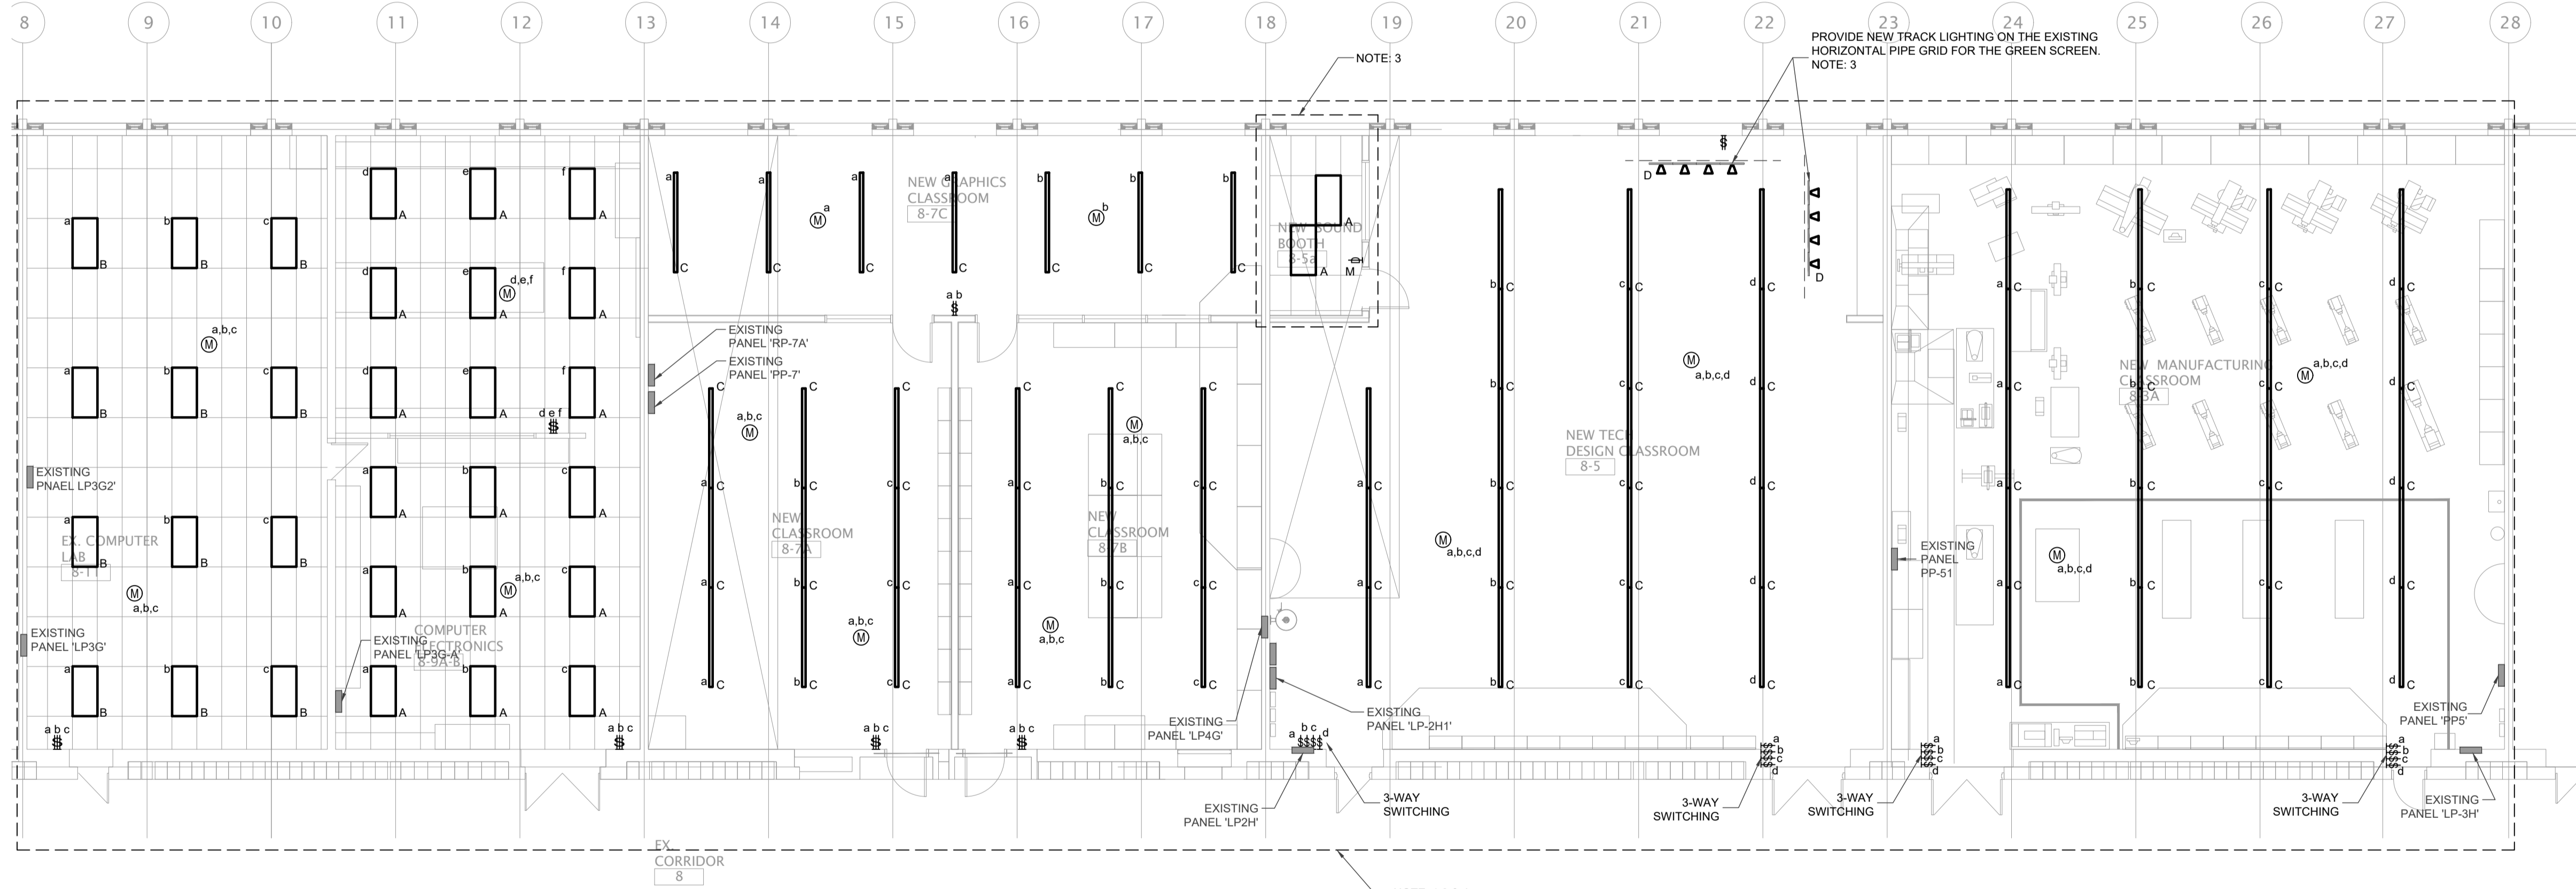 8 9 10 11 12 13 14 15 16 17 18 19 20 21 22 23 24 25 26 27 28
NOTE: 3
PROVIDE NEW TRACK LIGHTING ON THE EXISTING
HORIZONTAL PIPE GRID FOR THE GREEN SCREEN.
NOTE: 3
a B b B c B
a B b B c B
a B b B c B
a B b B c B
M a,b,c
M a,b,c
EXISTING
PNAEL LP3G2'
EX. COMPUTER
LAB
8-11
EXISTING
PANEL 'LP3G'
a b c
$
d A e A f A
d A e A f A
d A e A f A
M d,e,f
d e f
$
a A b A c A
a A b A c A
a A b A c A
M a,b,c
COMPUTER
ELECTRONICS
8-9A-B
EXISTING
PANEL 'LP3G-A'
a b c
$
NEW GRAPHICS
CLASSROOM
8-7C
a C a C a C a C b C b C b C
M a
M b
a b
$
EXISTING
PANEL 'RP-7A'
EXISTING
PANEL 'PP-7'
C C C
a C b C c C
a C b C c C
a C b C c C
M a,b,c
M a,b,c
NEW
CLASSROOM
8-7A
a b c
$
C C C
a C b C c C
a C b C c C
a C b C c C
M a,b,c
M a,b,c
NEW
CLASSROOM
8-7B
a b c
$
EXISTING
PANEL 'LP4G'
NEW SOUND
BOOTH
8-5a
A
A
M D
EXISTING
PANEL 'LP-2H1'
EXISTING
PANEL 'LP2H'
a b c d
$$$$
3-WAY
SWITCHING
$
D
D
b C c C d C
C b C c C d C
a C b C c C d C
a C b C c C d C
a C b C c C d C
M a,b,c,d
M a,b,c,d
NEW TECH
DESIGN CLASSROOM
8-5
3-WAY
SWITCHING
$ a
$ b
$ c
$ d
EXISTING
PANEL
PP-51
3-WAY
SWITCHING
$ a
$ b
$ c
$ d
a C b C c C d C
a C b C c C d C
a C b C c C d C
a C b C c C d C
a C b C c C d C
M a,b,c,d
M a,b,c,d
NEW MANUFACTURING
CLASSROOM
8-3A
3-WAY
SWITCHING
$ a
$ b
$ c
$ d
EXISTING
PANEL 'PP5'
EXISTING
PANEL 'LP-3H'
EX.
CORRIDOR
8